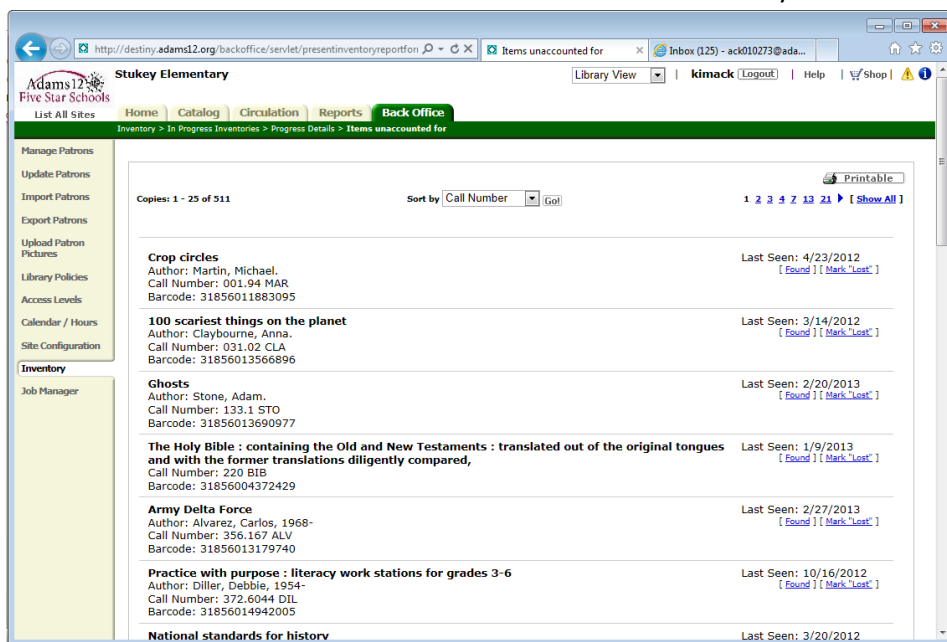 http://destiny.adams12.org/backoffice/servlet/presentinventoryreportfon
Items unaccounted for
Inbox (125) - ack010273@ada...
Adams12
Five Star Schools
List All Sites
Stukey Elementary
Library View | kimack Logout | Help | Shop |
Home Catalog Circulation Reports Back Office
Inventory > In Progress Inventories > Progress Details > Items unaccounted for
Manage Patrons
Update Patrons
Import Patrons
Export Patrons
Upload Patron
Pictures
Library Policies
Access Levels
Calendar / Hours
Site Configuration
Inventory
Job Manager
Printable
Copies: 1 - 25 of 511 Sort by Call Number Go! 1 2 3 4 7 13 21 [ Show All ]
Crop circles Last Seen: 4/23/2012
Author: Martin, Michael. [ Found ] [ Mark "Lost" ]
Call Number: 001.94 MAR
Barcode: 31856011883095
100 scariest things on the planet Last Seen: 3/14/2012
Author: Claybourne, Anna. [ Found ] [ Mark "Lost" ]
Call Number: 031.02 CLA
Barcode: 31856013566896
Ghosts Last Seen: 2/20/2013
Author: Stone, Adam. [ Found ] [ Mark "Lost" ]
Call Number: 133.1 STO
Barcode: 31856013690977
The Holy Bible : containing the Old and New Testaments : translated out of the original tongues Last Seen: 1/9/2013
and with the former translations diligently compared, [ Found ] [ Mark "Lost" ]
Call Number: 220 BIB
Barcode: 31856004372429
Army Delta Force Last Seen: 2/27/2013
Author: Alvarez, Carlos, 1968- [ Found ] [ Mark "Lost" ]
Call Number: 356.167 ALV
Barcode: 31856013179740
Practice with purpose : literacy work stations for grades 3-6 Last Seen: 10/16/2012
Author: Diller, Debbie, 1954- [ Found ] [ Mark "Lost" ]
Call Number: 372.6044 DIL
Barcode: 31856014942005
National standards for history Last Seen: 3/20/2012